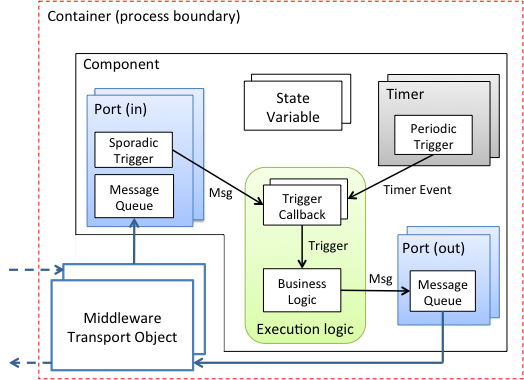 Container (process boundary)
Component
Port (in)
Sporadic
Trigger
Message
Queue
State
Variable
Timer
Periodic
Trigger
Msg
Timer Event
Trigger
Callback
Trigger
Business
Logic
Execution logic
Msg
Port (out)
Message
Queue
Middleware
Transport Object